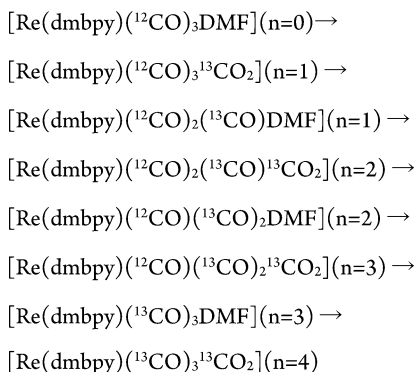 [Re(dmbpy)(¹²CO)₃DMF](n=0)→
[Re(dmbpy)(¹²CO)₃¹³CO₂](n=1) →
[Re(dmbpy)(¹²CO)₂(¹³CO)DMF](n=1) →
[Re(dmbpy)(¹²CO)₂(¹³CO)¹³CO₂](n=2) →
[Re(dmbpy)(¹²CO)(¹³CO)₂DMF](n=2) →
[Re(dmbpy)(¹²CO)(¹³CO)₂¹³CO₂](n=3) →
[Re(dmbpy)(¹³CO)₃DMF](n=3) →
[Re(dmbpy)(¹³CO)₃¹³CO₂](n=4)